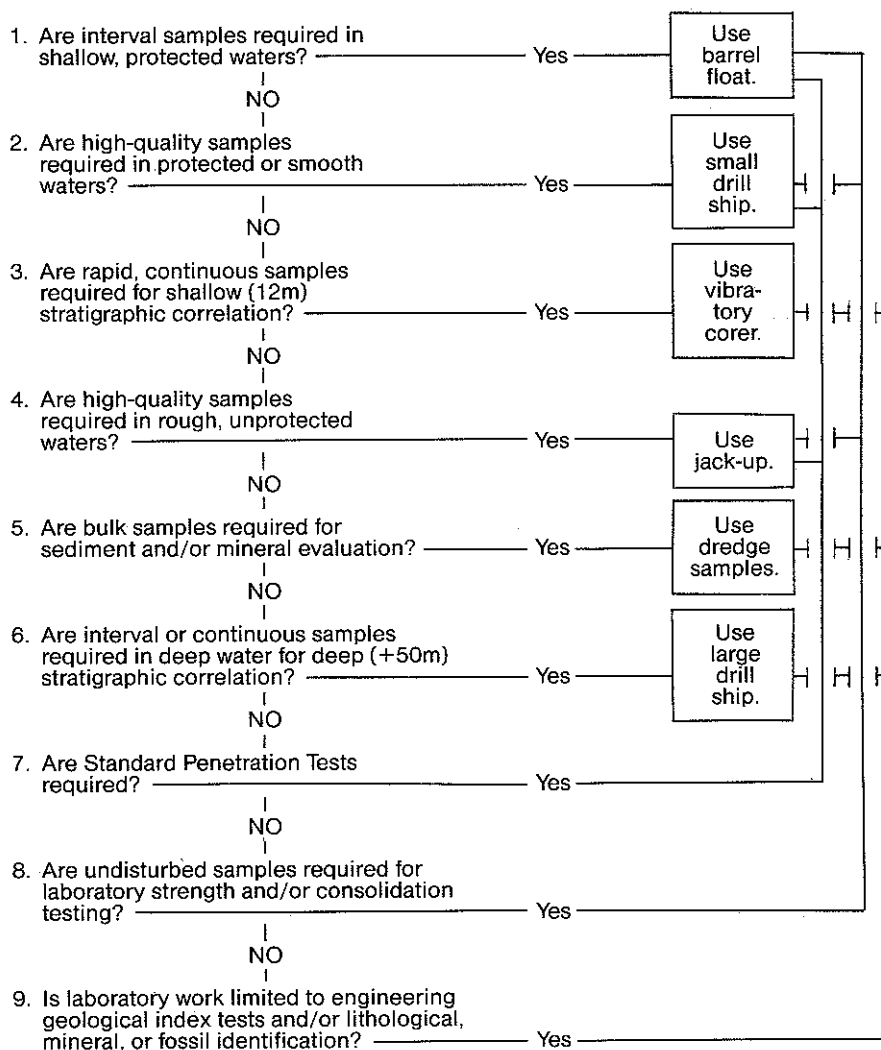 1. Are interval samples required in
shallow, protected waters? Yes
Use
barrel
float.
NO
2. Are high-quality samples
required in protected or smooth
waters? Yes
Use
small
drill
ship.
NO
3. Are rapid, continuous samples
required for shallow (12m)
stratigraphic correlation? Yes
Use
vibra-
tory
corer.
NO
4. Are high-quality samples
required in rough, unprotected
waters? Yes
Use
jack-up.
NO
5. Are bulk samples required for
sediment and/or mineral evaluation? Yes
Use
dredge
samples.
NO
6. Are interval or continuous samples
required in deep water for deep (+50m)
stratigraphic correlation? Yes
Use
large
drill
ship.
NO
7. Are Standard Penetration Tests
required? Yes
NO
8. Are undisturbed samples required for
laboratory strength and/or consolidation
testing? Yes
NO
9. Is laboratory work limited to engineering
geological index tests and/or lithological,
mineral, or fossil identification? Yes